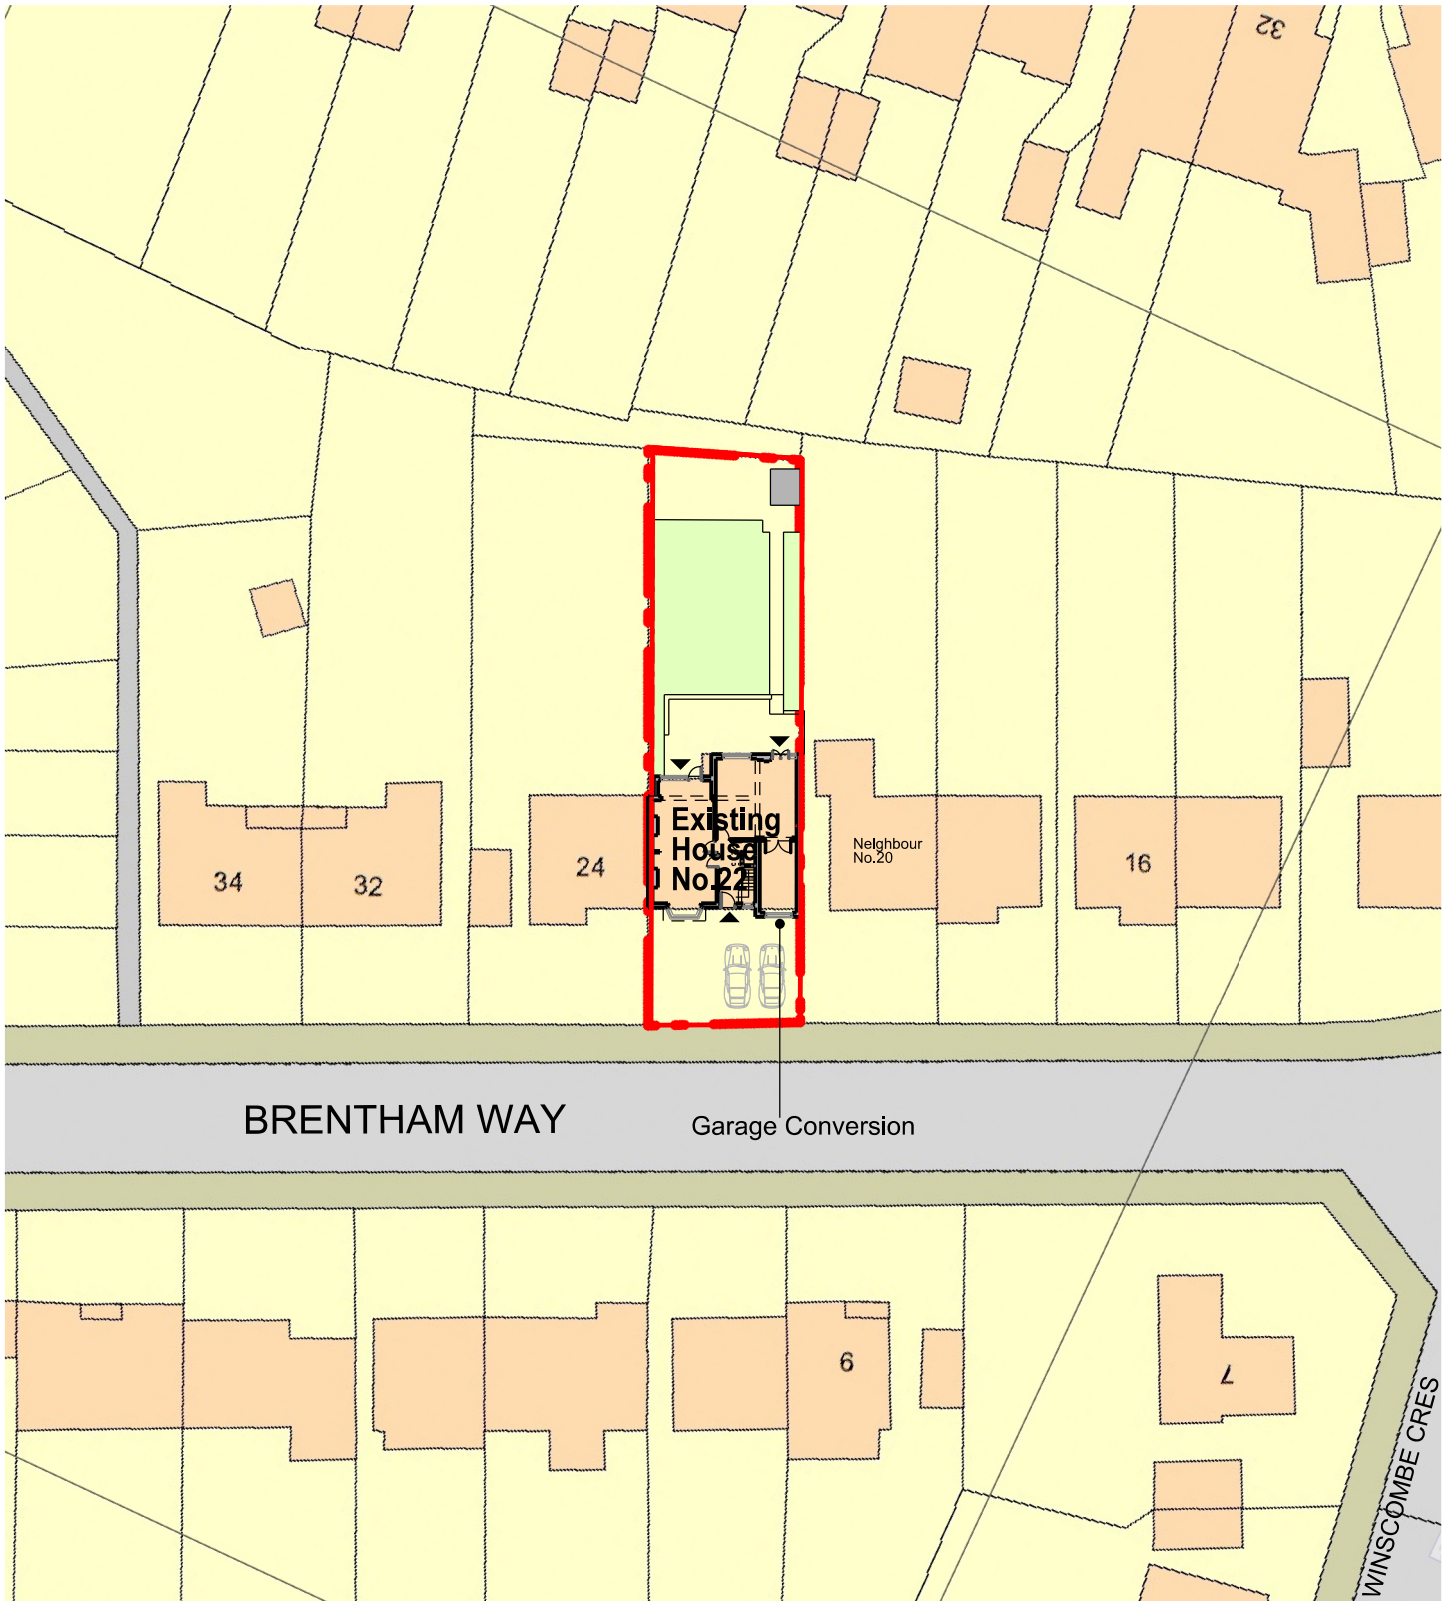 32
Existing
House
No.22
Neighbour
No.20
24
16
34
32
BRENTHAM WAY
Garage Conversion
6
7
WINSCOMBE CRES